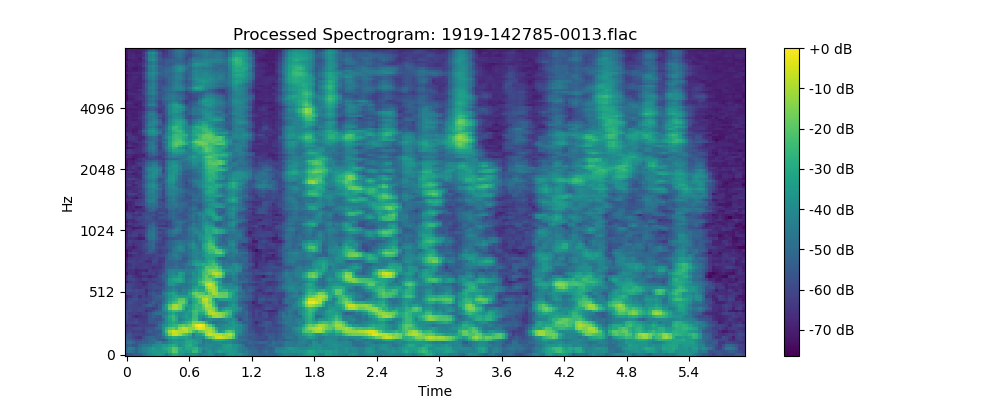 Processed Spectrogram: 1919-142785-0013.flac
Hz
4096
2048
1024
512
0
0 0.6 1.2 1.8 2.4 3 3.6 4.2 4.8 5.4
Time
+0 dB
-10 dB
-20 dB
-30 dB
-40 dB
-50 dB
-60 dB
-70 dB